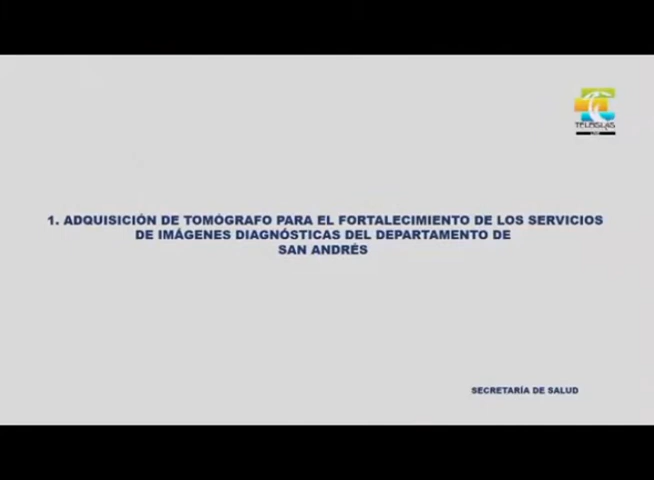 TELEISLAS
1. ADQUISICIÓN DE TOMÓGRAFO PARA EL FORTALECIMIENTO DE LOS SERVICIOS
DE IMÁGENES DIAGNÓSTICAS DEL DEPARTAMENTO DE
SAN ANDRÉS
SECRETARÍA DE SALUD